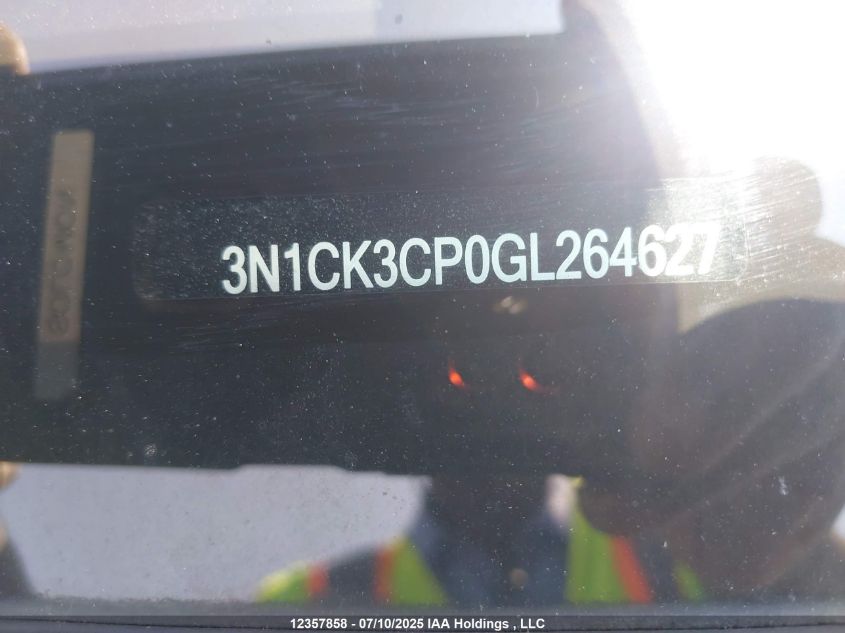 3N1CK3CP0GL264627
12357858 - 07/10/2025 IAA Holdings , LLC